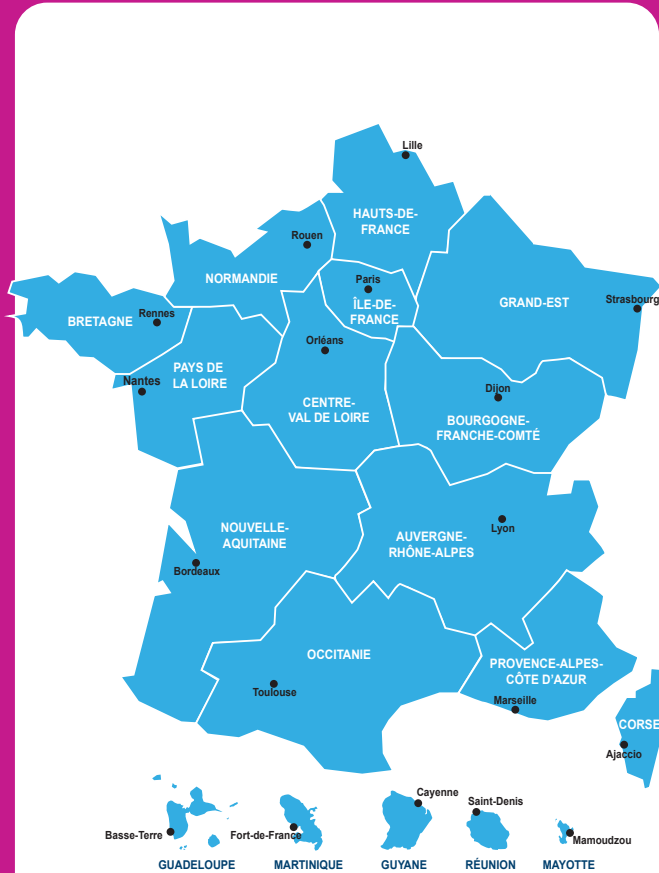 Lille
HAUTS-DE-
FRANCE
Rouen
NORMANDIE
Paris
ÎLE-DE-
FRANCE
GRAND-EST
Strasbourg
BRETAGNE
Rennes
Orléans
PAYS DE
LA LOIRE
Nantes
CENTRE-
VAL DE LOIRE
Dijon
BOURGOGNE-
FRANCHE-COMTÉ
NOUVELLE-
AQUITAINE
Lyon
AUVERGNE-
RHÔNE-ALPES
Bordeaux
OCCITANIE
PROVENCE-ALPES-
CÔTE D'AZUR
Toulouse
Marseille
CORSE
Ajaccio
Cayenne
Saint-Denis
Basse-Terre
Fort-de-France
Mamoudzou
GUADELOUPE
MARTINIQUE
GUYANE
RÉUNION
MAYOTTE